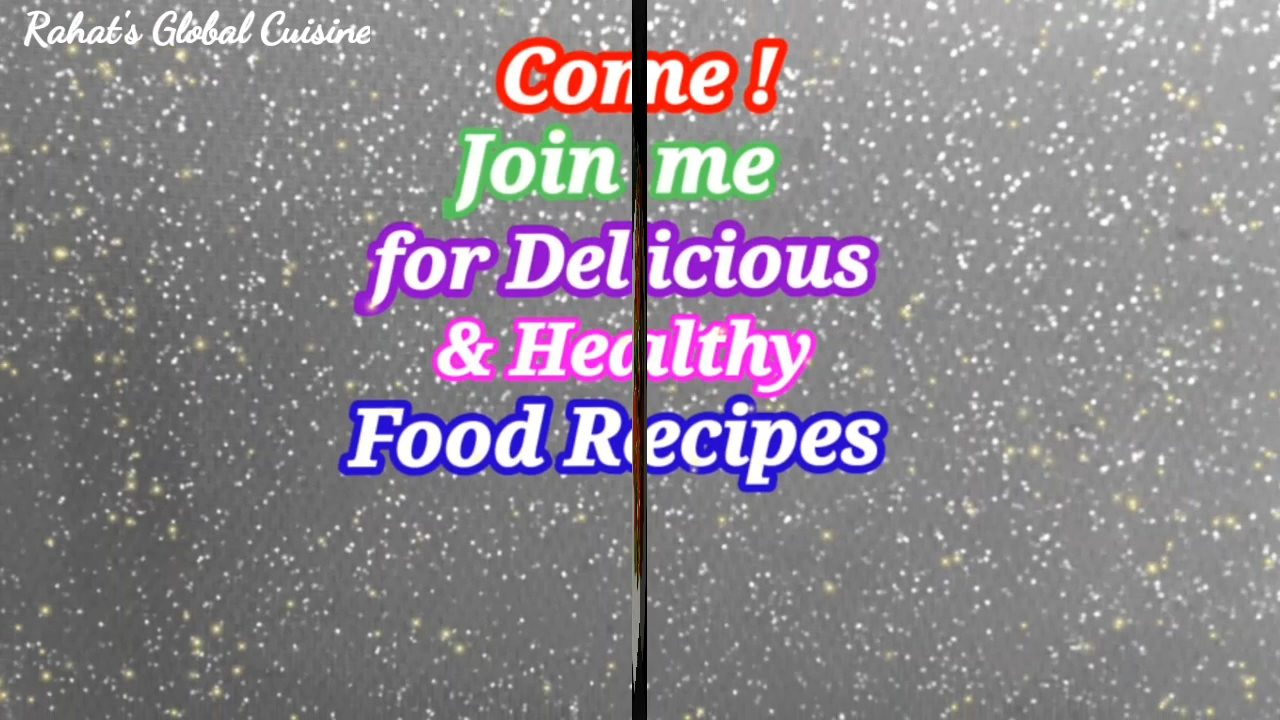 Rahat's Global Cuisine
Come !
Join me
for Delicious
& Healthy
Food Recipes